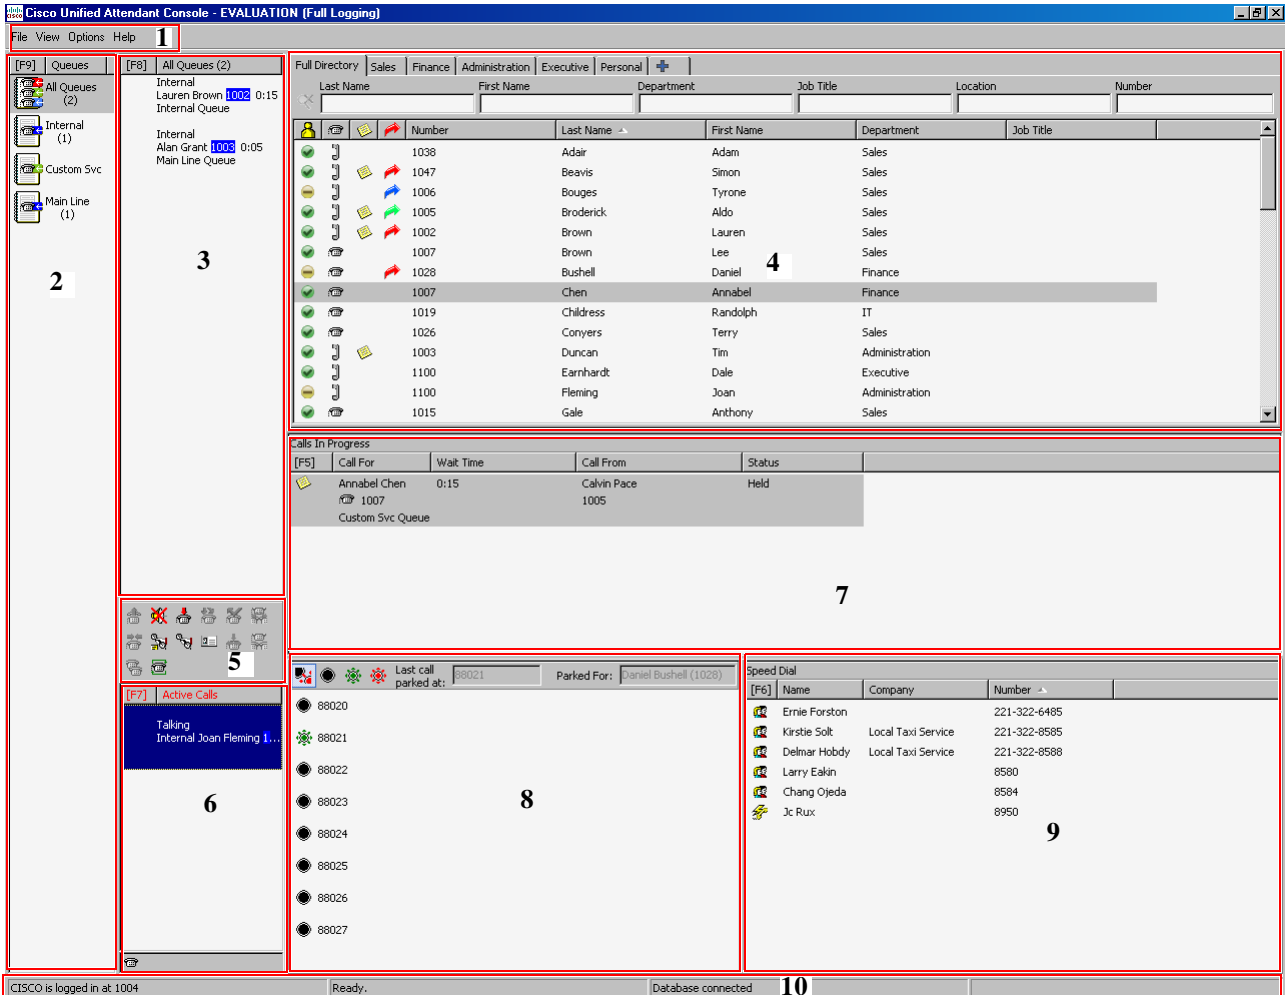 Cisco Unified Attendant Console - EVALUATION (Full Logging)
File View Options Help 1
[F9] Queues
All Queues
(2)
Internal
(1)
Custom Svc
Main Line
(1)
2
[F8] All Queues (2)
Internal
Lauren Brown 1002 0:15
Internal Queue
Internal
Alan Grant 1003 0:05
Main Line Queue
3
Full Directory Sales Finance Administration Executive Personal
Last Name First Name Department Job Title Location Number
Number Last Name First Name Department Job Title
1038 Adair Adam Sales
1047 Beavis Simon Sales
1006 Bouges Tyrone Sales
1005 Broderick Aldo Sales
1002 Brown Lauren Sales
1007 Brown Lee Sales
1028 Bushell Daniel Finance
1007 Chen Annabel Finance
1019 Childress Randolph IT
1026 Conyers Terry Sales
1003 Duncan Tim Administration
1100 Earnhardt Dale Executive
1100 Fleming Joan Administration
1015 Gale Anthony Sales
4
Calls In Progress
[F5] Call For Wait Time Call From Status
Annabel Chen 0:15 Calvin Pace Held
1007 1005
Custom Svc Queue
7
5
[F7] Active Calls
Talking
Internal Joan Fleming 1...
6
Last call
parked at: 88021 Parked For: Daniel Bushell (1028)
88020
88021
88022
88023
88024
88025
88026
88027
8
Speed Dial
[F6] Name Company Number
Ernie Forston 221-322-6485
Kirstie Solt Local Taxi Service 221-322-8585
Delmar Hobdy Local Taxi Service 221-322-8588
Larry Eakin 8580
Chang Ojeda 8584
Jc Rux 8950
9
CISCO is logged in at 1004 Ready. Database connected 10